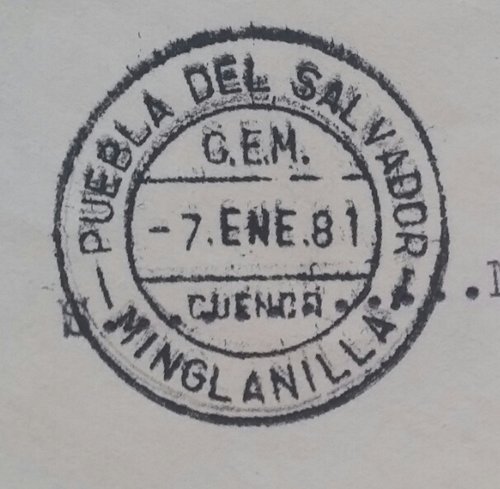 PUEBLA DEL SALVADOR
G.E.M.
-7.ENE.81
CUENCA
MINGLANILLA